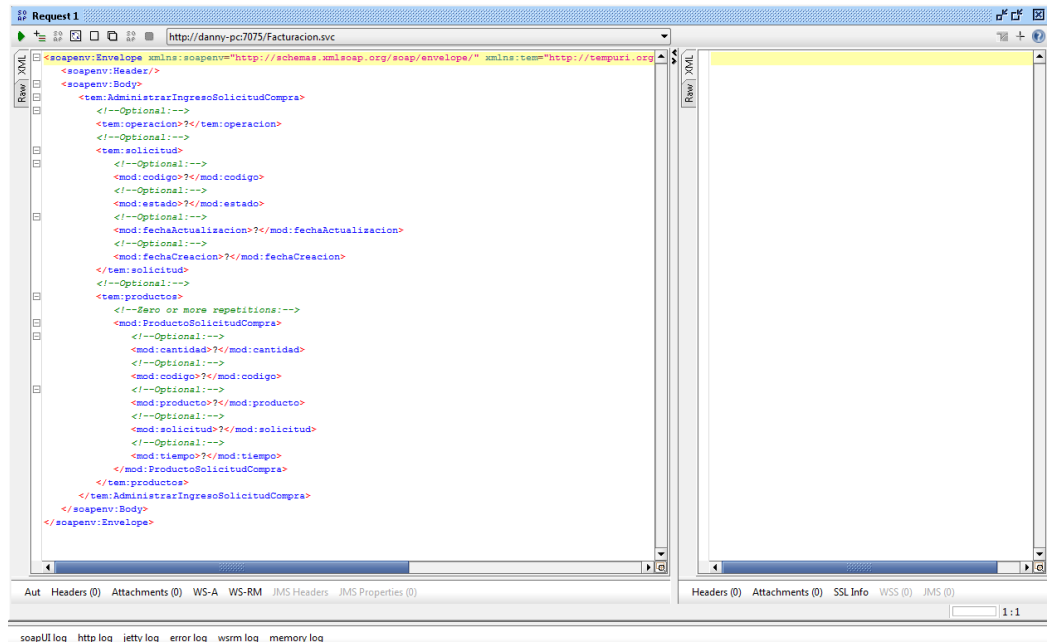 SO AP Request 1
http://danny-pc:7075/Facturacion.svc
XML
Raw
<soapenv:Envelope xmlns:soapenv="http://schemas.xmlsoap.org/soap/envelope/" xmlns:tem="http://tempuri.org
<soapenv:Header/>
<soapenv:Body>
<tem:AdministrarIngresoSolicitudCompra>
<!--Optional:-->
<tem:operacion>?</tem:operacion>
<!--Optional:-->
<tem:solicitud>
<!--Optional:-->
<mod:codigo>?</mod:codigo>
<!--Optional:-->
<mod:estado>?</mod:estado>
<!--Optional:-->
<mod:fechaActualizacion>?</mod:fechaActualizacion>
<!--Optional:-->
<mod:fechaCreacion>?</mod:fechaCreacion>
</tem:solicitud>
<!--Optional:-->
<tem:productos>
<!--Zero or more repetitions:-->
<mod:ProductoSolicitudCompra>
<!--Optional:-->
<mod:cantidad>?</mod:cantidad>
<!--Optional:-->
<mod:codigo>?</mod:codigo>
<!--Optional:-->
<mod:producto>?</mod:producto>
<!--Optional:-->
<mod:solicitud>?</mod:solicitud>
<!--Optional:-->
<mod:tiempo>?</mod:tiempo>
</mod:ProductoSolicitudCompra>
</tem:productos>
</tem:AdministrarIngresoSolicitudCompra>
</soapenv:Body>
</soapenv:Envelope>
XML
Raw
Aut Headers (0) Attachments (0) WS-A WS-RM JMS Headers JMS Properties (0)
Headers (0) Attachments (0) SSL Info WSS (0) JMS (0)
1:1
soapUI log http log jetty log error log wsrm log memory log